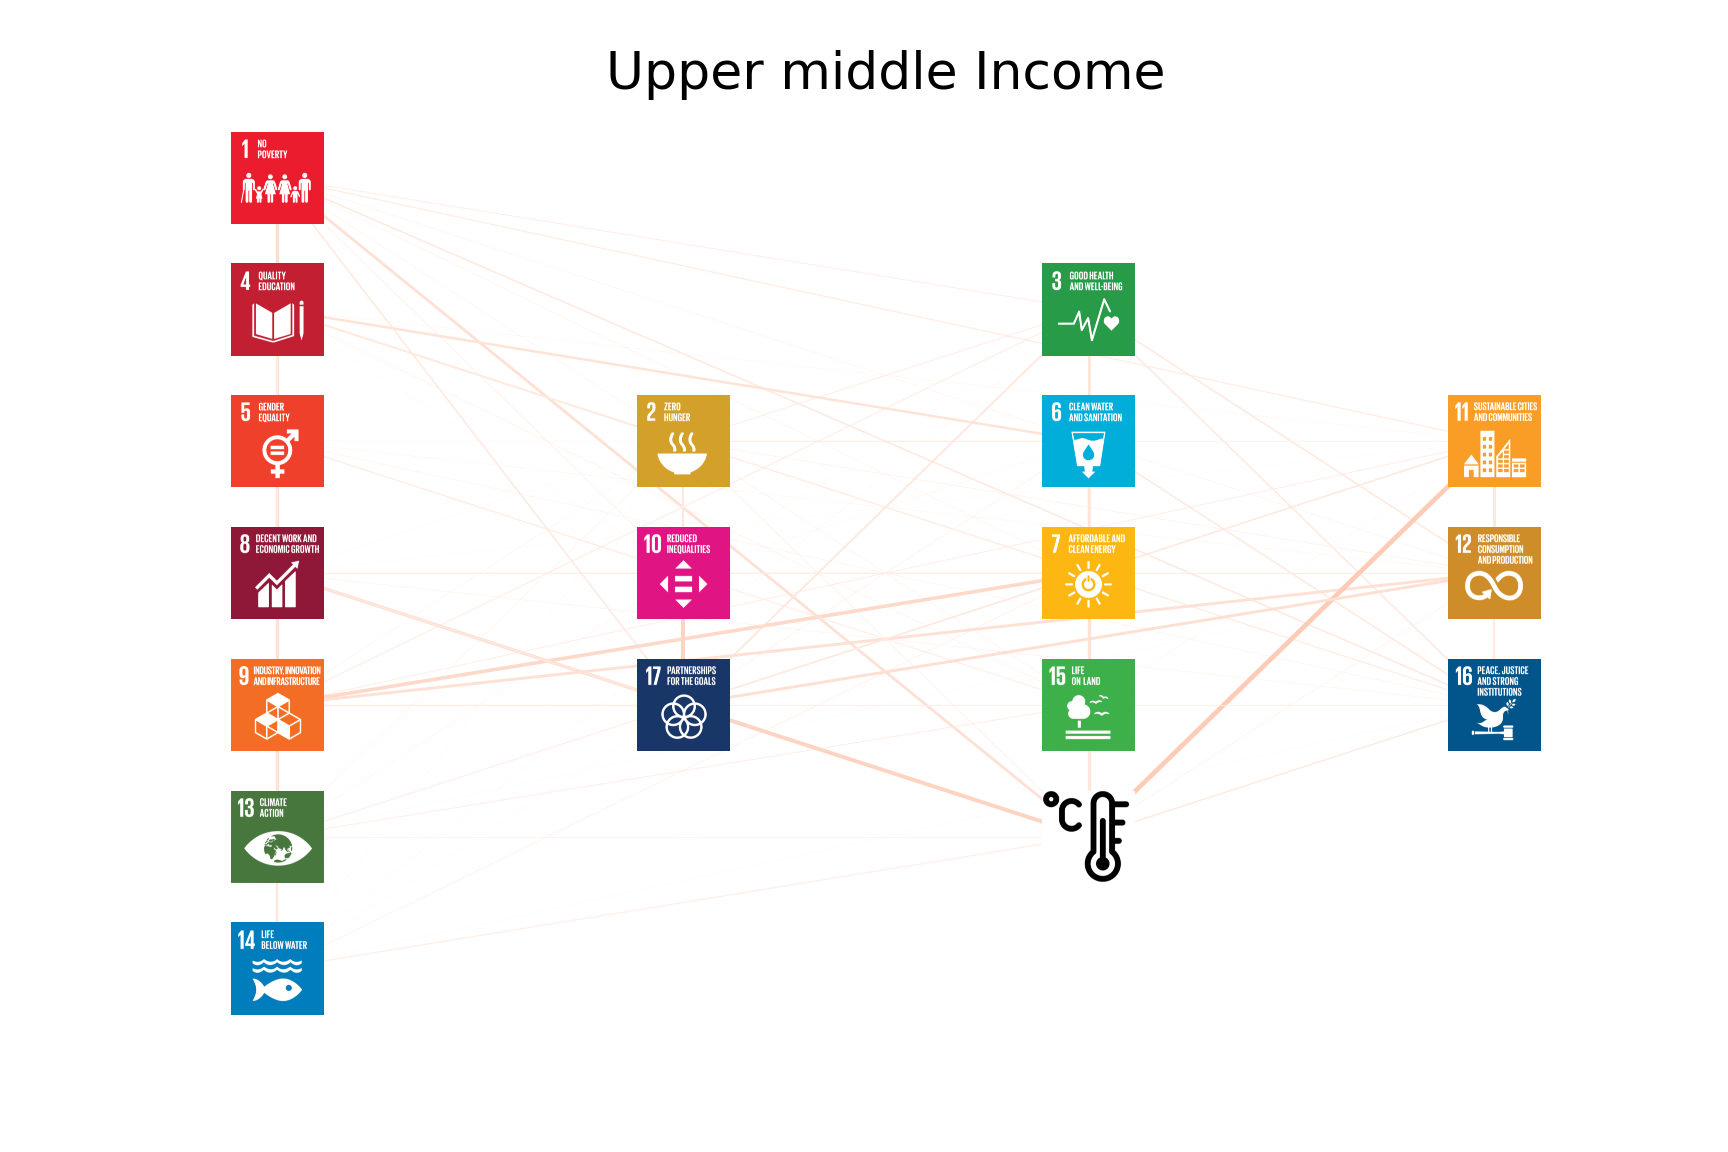 Upper middle Income
1 NO
POVERTY
4 QUALITY
EDUCATION
5 GENDER
EQUALITY
8 DECENT WORK AND
ECONOMIC GROWTH
9 INDUSTRY, INNOVATION
AND INFRASTRUCTURE
13 CLIMATE
ACTION
14 LIFE
BELOW WATER
2 ZERO
HUNGER
10 REDUCED
INEQUALITIES
17 PARTNERSHIPS
FOR THE GOALS
3 GOOD HEALTH
AND WELL-BEING
6 CLEAN WATER
AND SANITATION
7 AFFORDABLE AND
CLEAN ENERGY
15 LIFE
ON LAND
°C
11 SUSTAINABLE CITIES
AND COMMUNITIES
12 RESPONSIBLE
CONSUMPTION
AND PRODUCTION
16 PEACE, JUSTICE
AND STRONG
INSTITUTIONS